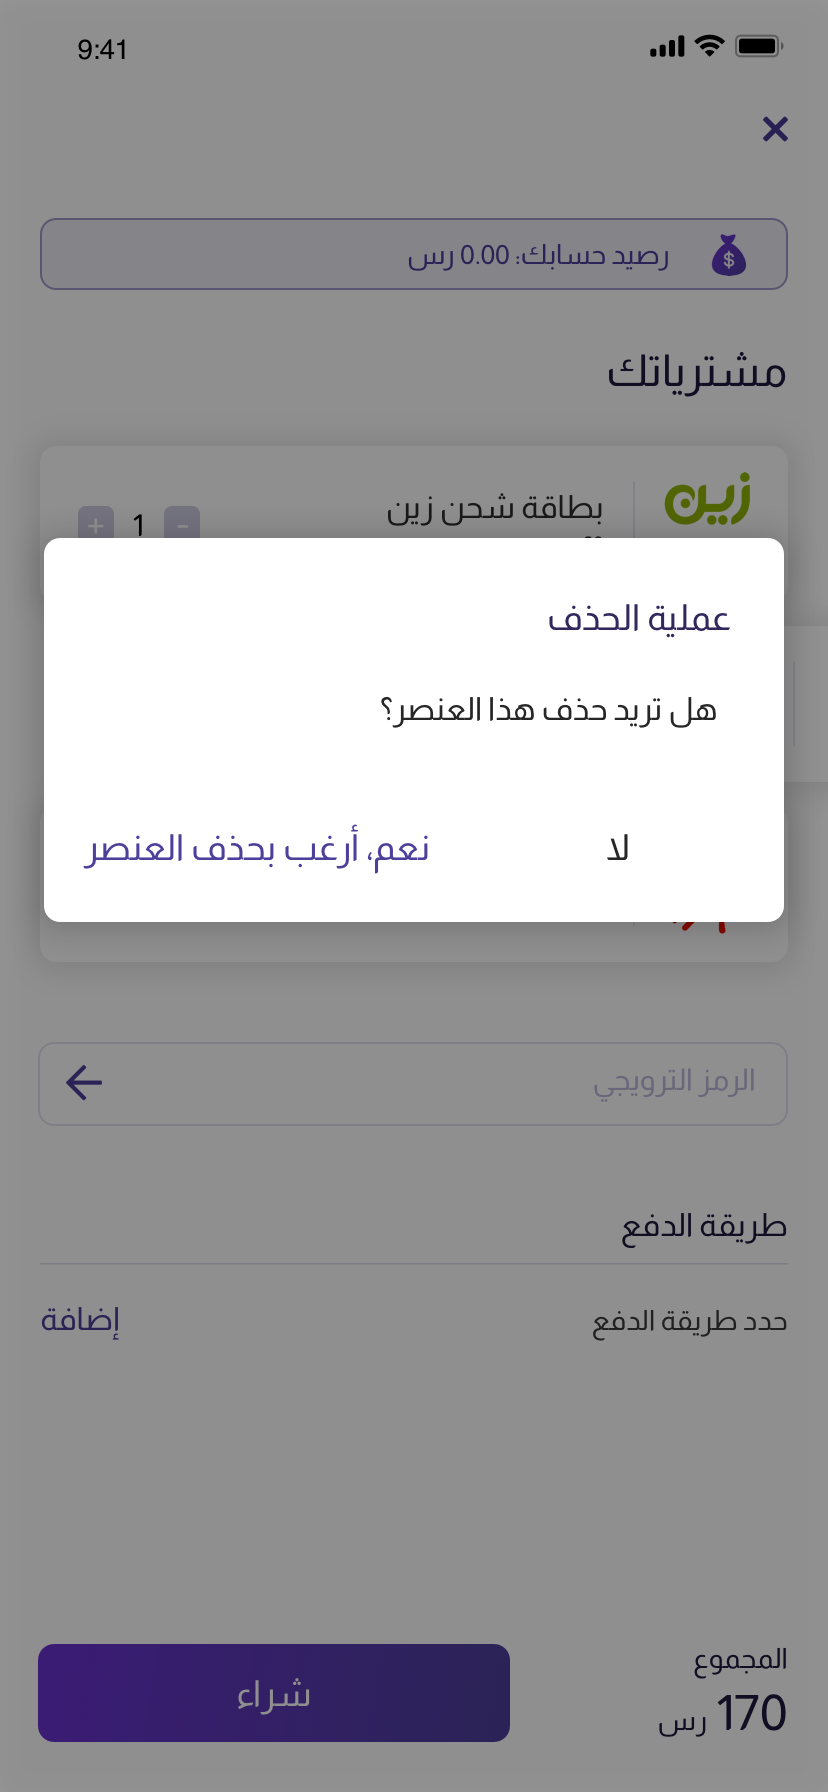 9:41
رصيد حسابك: 0.00 رس
مشترياتك
زين
بطاقة شحن زين
- 1 +
عملية الحذف
هل تريد حذف هذا العنصر؟
لا
نعم، أرغب بحذف العنصر
الرمز الترويجي
طريقة الدفع
حدد طريقة الدفع
إضافة
المجموع
170 رس
شراء